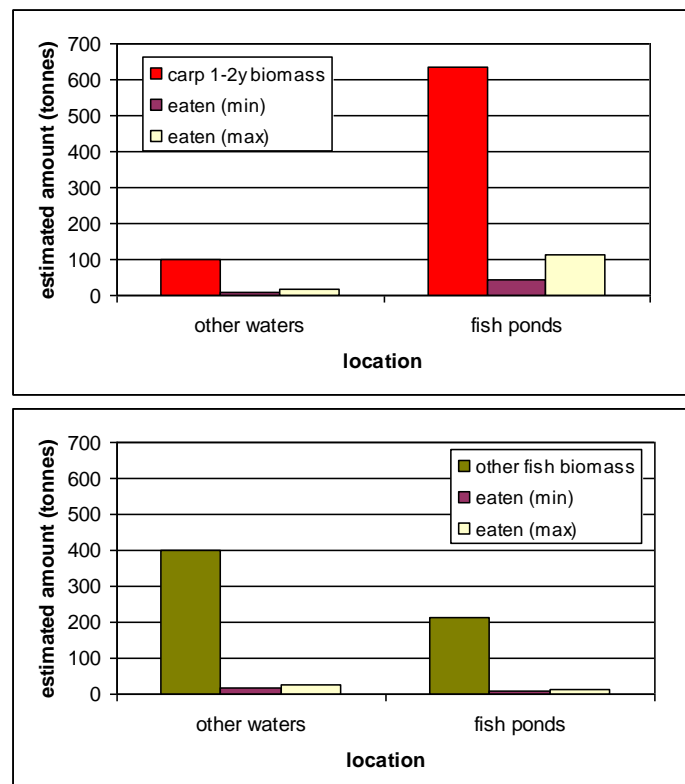 700
600
500
400
300
200
100
0
estimated amount (tonnes)
carp 1-2y biomass
eaten (min)
eaten (max)
other waters
fish ponds
location
700
600
500
400
300
200
100
0
estimated amount (tonnes)
other fish biomass
eaten (min)
eaten (max)
other waters
fish ponds
location